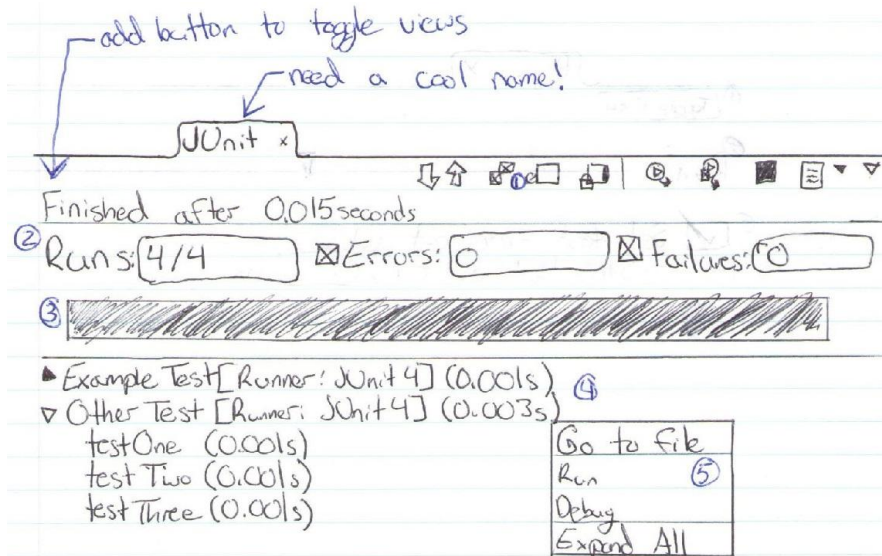 add button to toggle views
need a cool name!
JUnit x
①
Finished after 0.015 seconds
② Runs: 4/4 Errors: 0 Failures: 0
③
Example Test [Runner: JUnit 4] (0.001s) ④
Other Test [Runner: JUnit 4] (0.003s)
testOne (0.001s)
test Two (0.001s)
test Three (0.001s)
Go to file
Run ⑤
Debug
Expand All